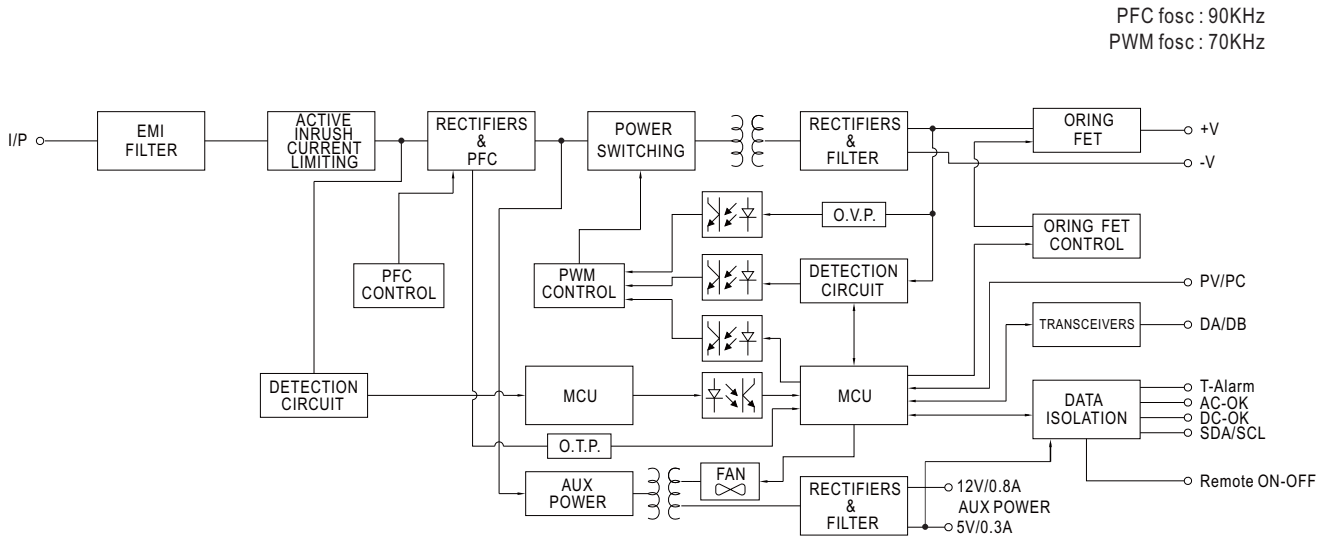 PFC fosc : 90KHz
PWM fosc : 70KHz
I/P
EMI
FILTER
ACTIVE
INRUSH
CURRENT
LIMITING
RECTIFIERS
&
PFC
POWER
SWITCHING
RECTIFIERS
&
FILTER
ORING
FET
+V
-V
O.V.P.
ORING FET
CONTROL
PFC
CONTROL
PWM
CONTROL
DETECTION
CIRCUIT
PV/PC
TRANSCEIVERS
DA/DB
DETECTION
CIRCUIT
MCU
MCU
DATA
ISOLATION
T-Alarm
AC-OK
DC-OK
SDA/SCL
O.T.P.
AUX
POWER
FAN
RECTIFIERS
&
FILTER
12V/0.8A
AUX POWER
5V/0.3A
Remote ON-OFF